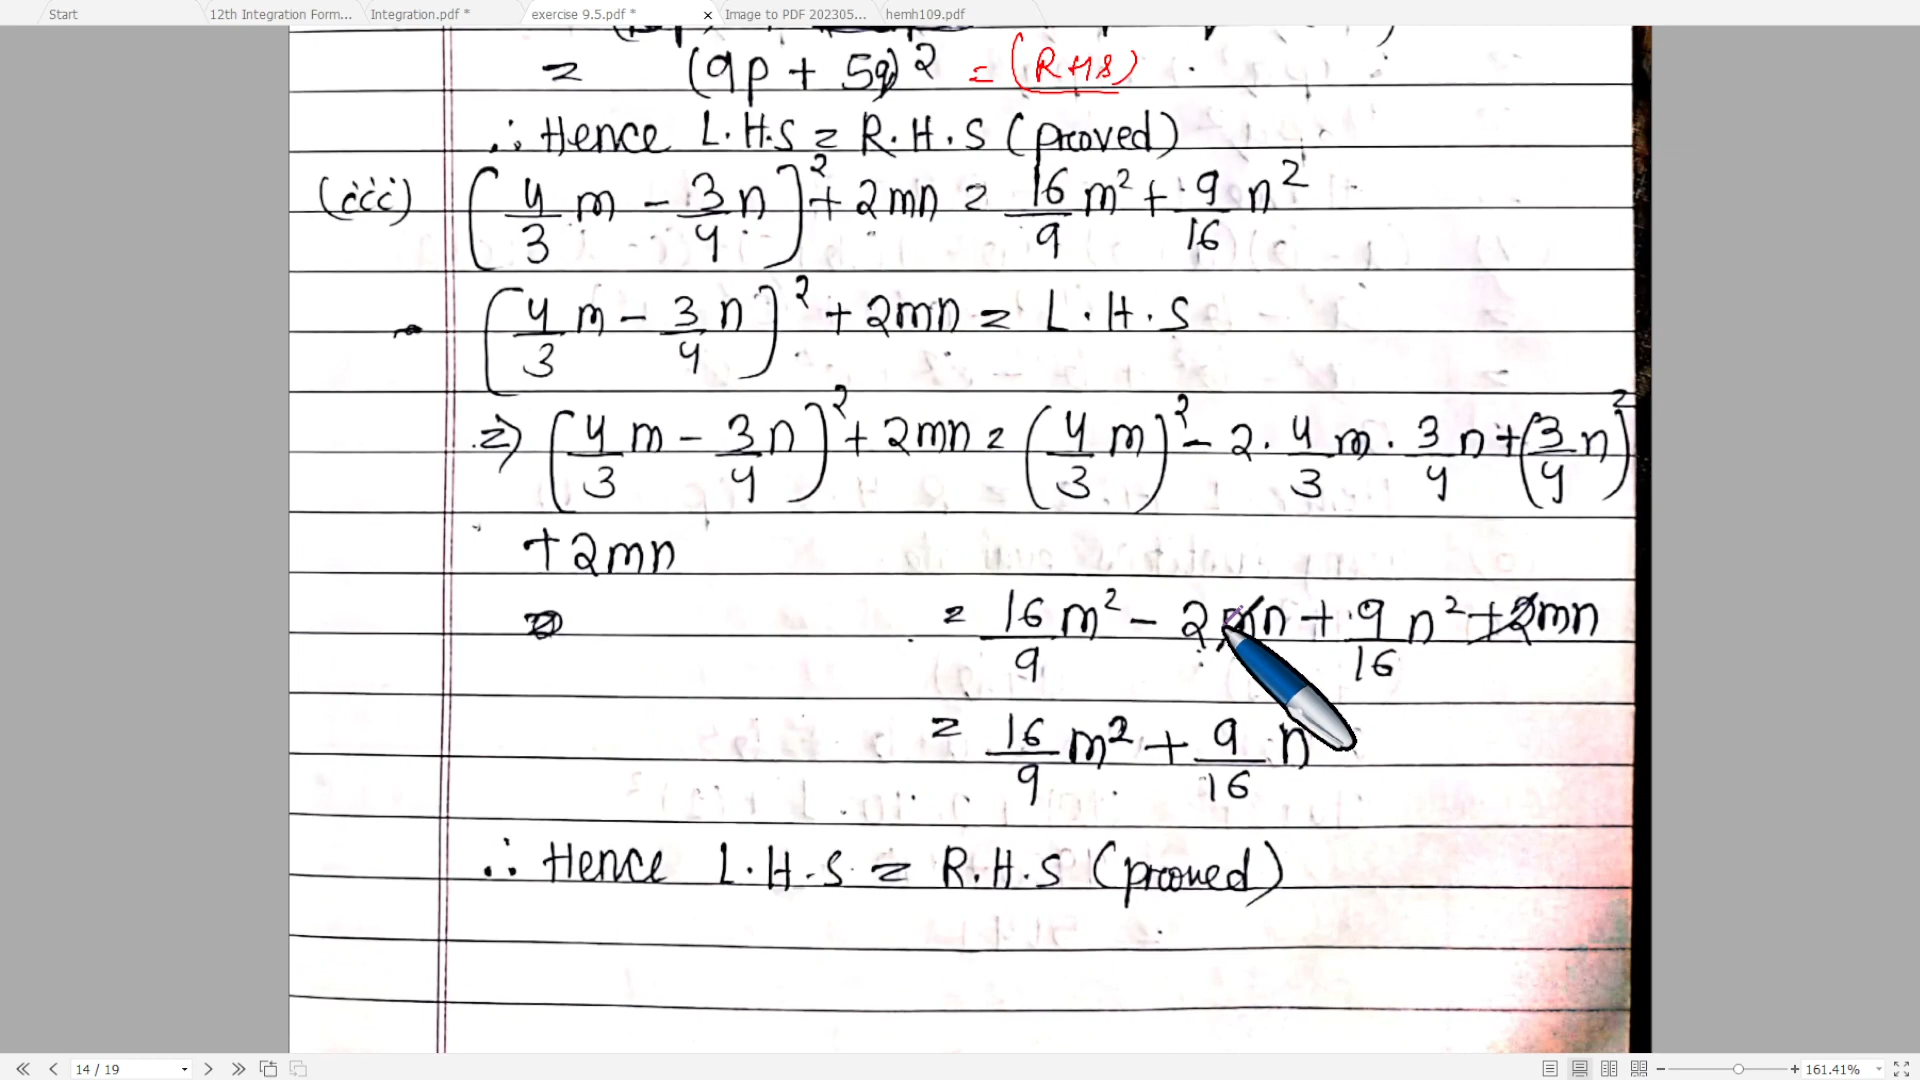 Start 12th Integration Form... Integration.pdf * exercise 9.5.pdf * × Image to PDF 202305... hemh109.pdf
= (9p + 5q)² = (RHS)
∴ Hence L.H.S = R.H.S (proved)
(iii) (4/3 m − 3/4 n)² + 2mn = 16/9 m² + 9/16 n²
(4/3 m − 3/4 n)² + 2mn = L.H.S
=) (4/3 m − 3/4 n)² + 2mn = (4/3 m)² − 2. 4/3 m . 3/4 n + (3/4 n)²
+ 2mn
= 16/9 m² − 2mn + 9/16 n² + 2mn
= 16/9 m² + 9/16 n
∴ Hence L.H.S = R.H.S (proved)
14 / 19 161.41%